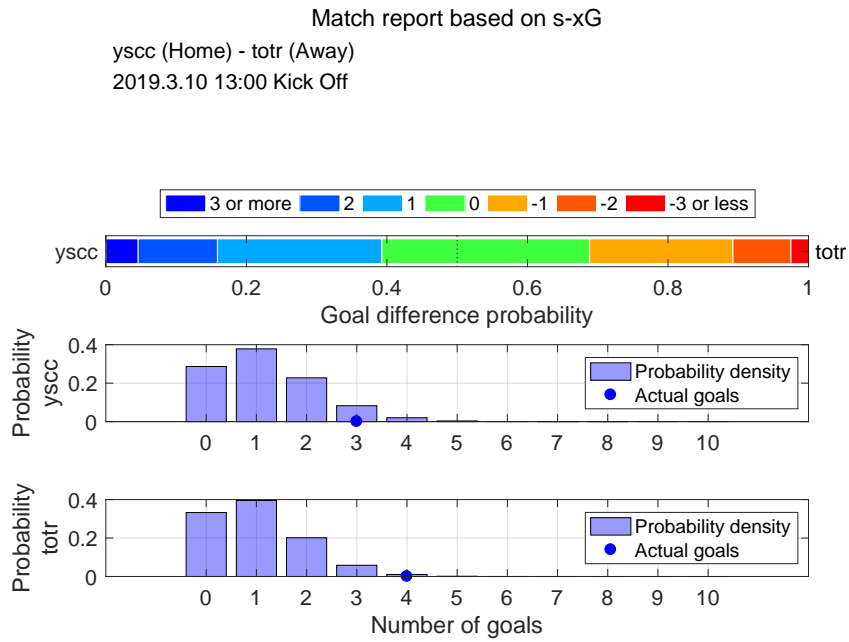 Match report based on s-xG
yscc (Home) - totr (Away)
2019.3.10 13:00 Kick Off
3 or more 2 1 0 -1 -2 -3 or less
yscc totr
0 0.2 0.4 0.6 0.8 1
Goal difference probability
Probability
yscc
0.4
0.2
0
Probability density
Actual goals
0 1 2 3 4 5 6 7 8 9 10
Probability
totr
0.4
0.2
0
Probability density
Actual goals
0 1 2 3 4 5 6 7 8 9 10
Number of goals